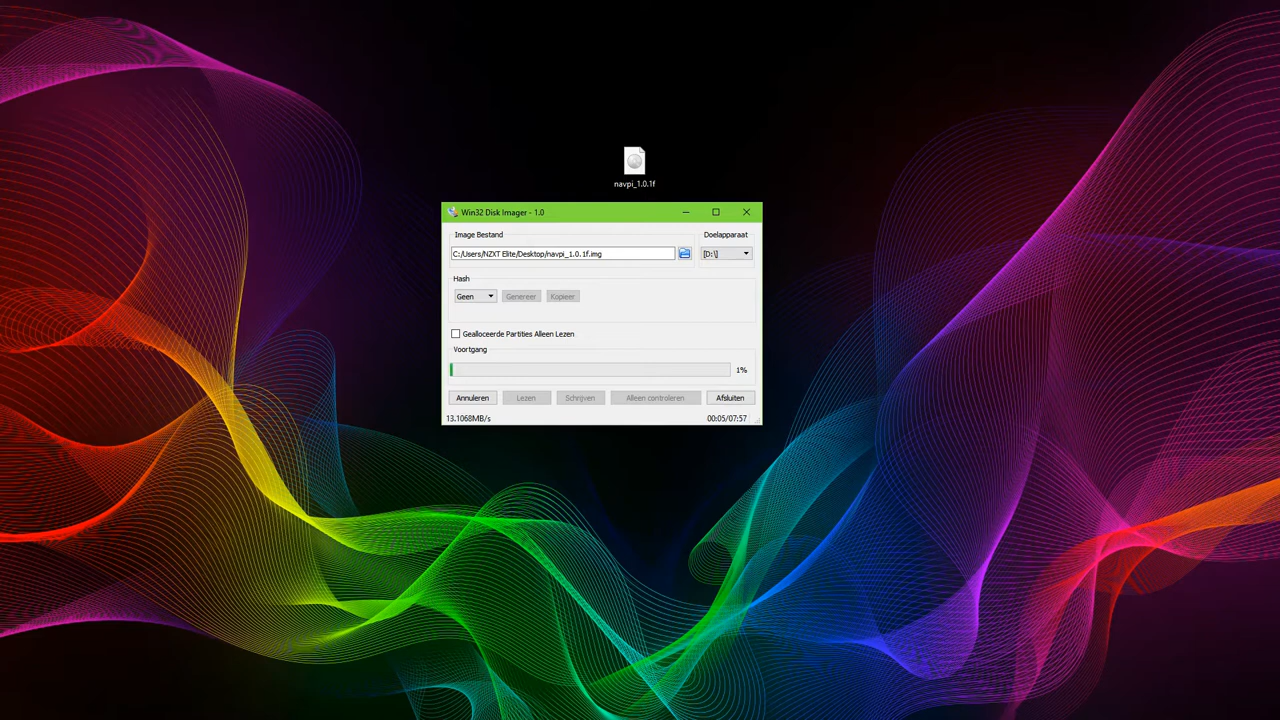 navpi_1.0.1f
Win32 Disk Imager - 1.0
Image Bestand
Doelapparaat
C:/Users/NZXT Elite/Desktop/navpi_1.0.1f.img
[D:\]
Hash
Geen Genereer Kopieer
Gealloceerde Partities Alleen Lezen
Voortgang
1%
Annuleren Lezen Schrijven Alleen controleren Afsluiten
13.1068MB/s 00:05/07:57